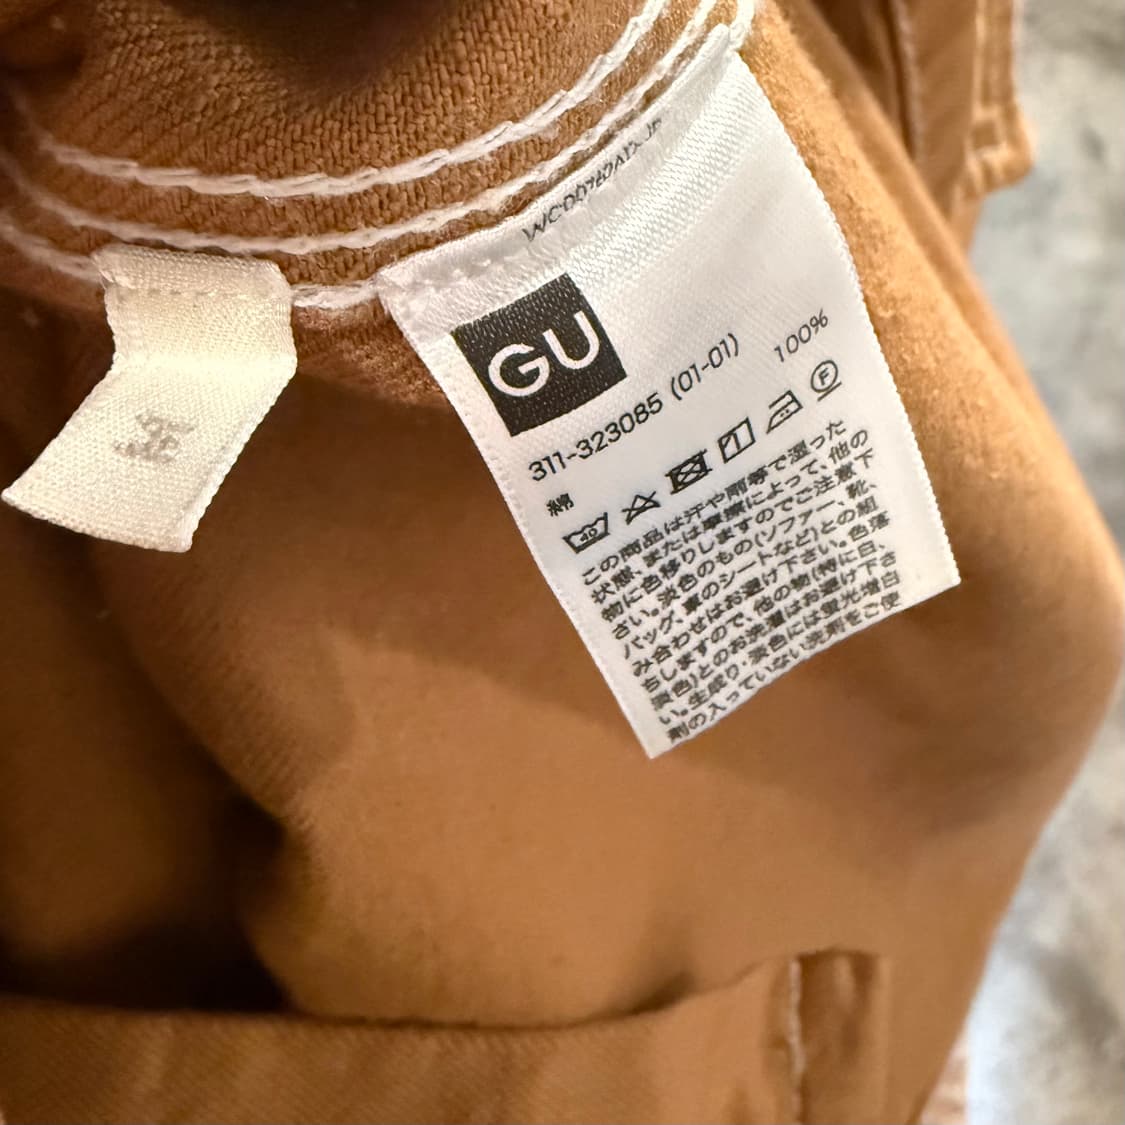 GU
311-323085 (01-01)
綿 100%
40
F
この商品は汗や雨等で湿った
状態、または摩擦によって、他の
物に色移りしますのでご注意下
さい。淡色のもの(ソファー、靴、
バッグ、車のシートなど)との組
み合わせはお避け下さい。色落
ちしますので、他の物(特に白、
淡色)とのお洗濯はお避け下さ
い。生成り・淡色には蛍光増白
剤の入っていない洗剤をご使